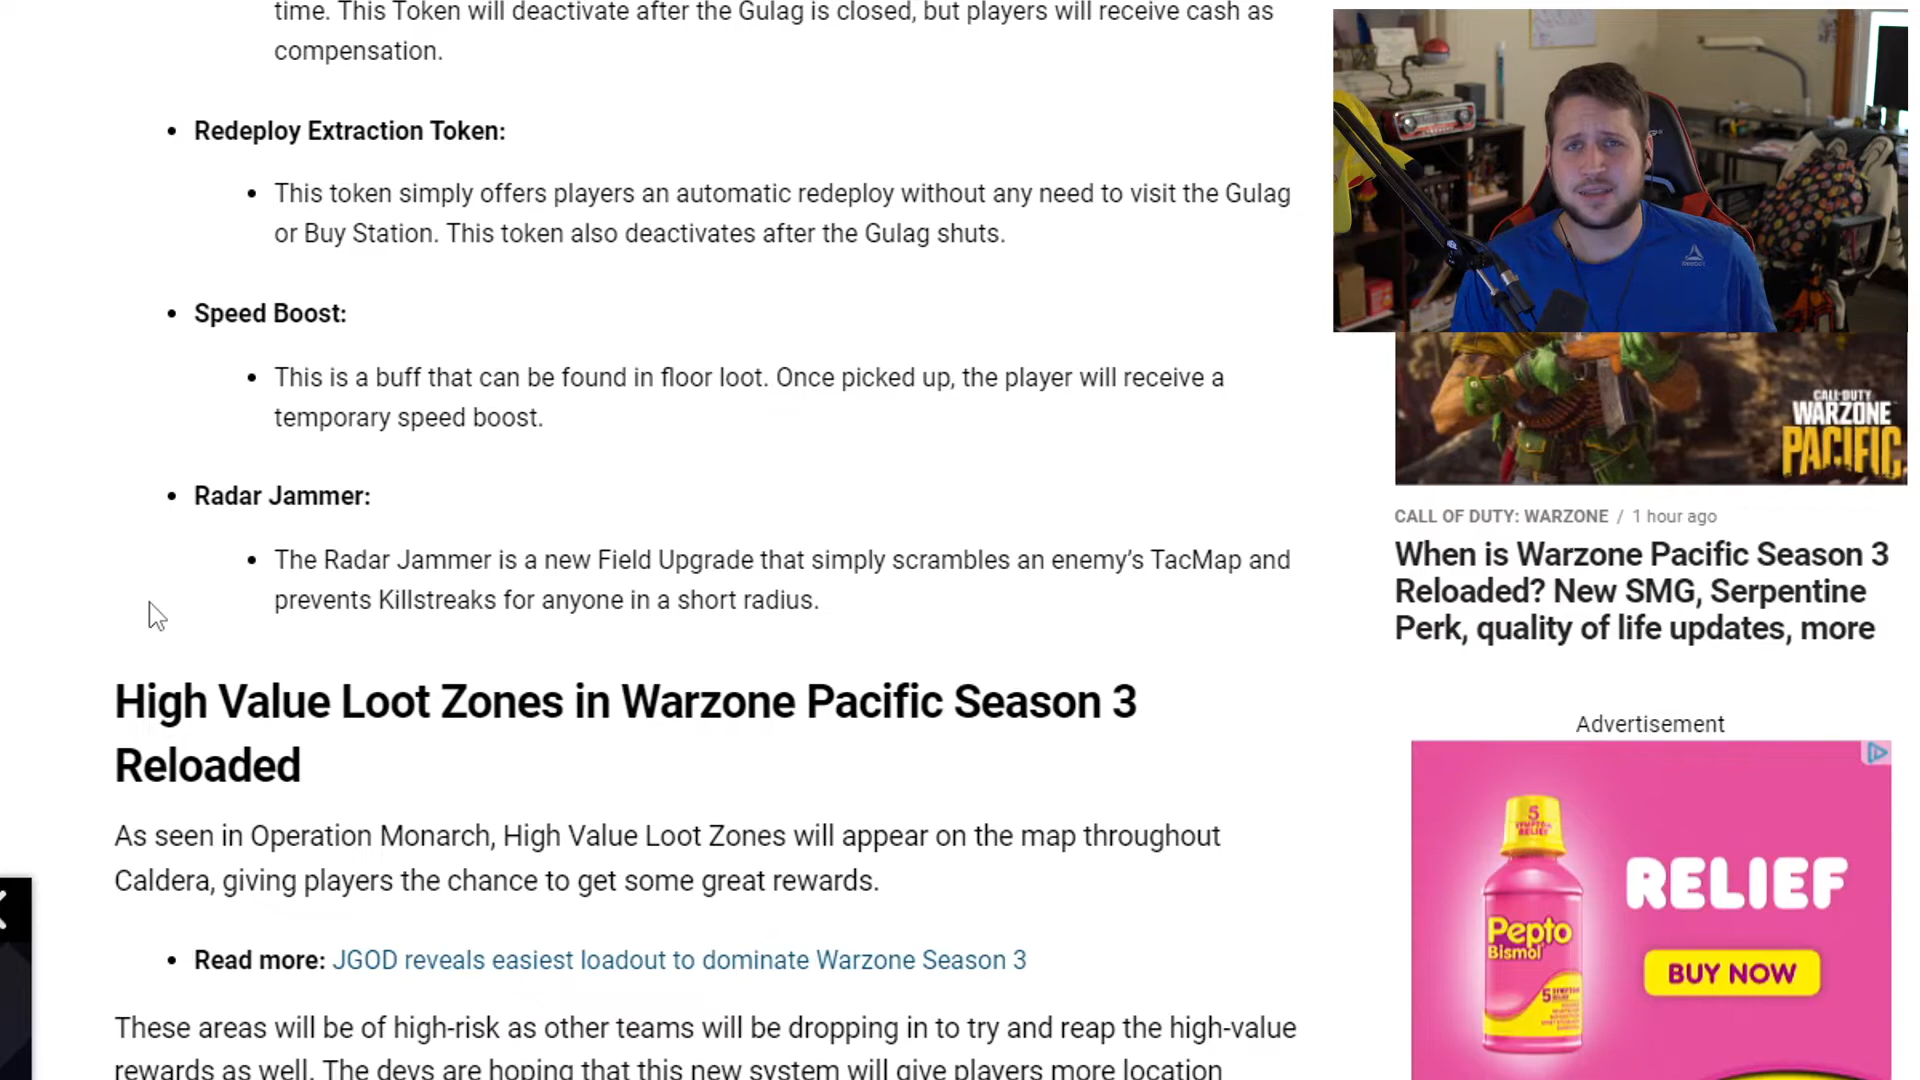 time. This Token will deactivate after the Gulag is closed, but players will receive cash as
compensation.
Redeploy Extraction Token:
This token simply offers players an automatic redeploy without any need to visit the Gulag
or Buy Station. This token also deactivates after the Gulag shuts.
Speed Boost:
This is a buff that can be found in floor loot. Once picked up, the player will receive a
temporary speed boost.
Radar Jammer:
The Radar Jammer is a new Field Upgrade that simply scrambles an enemy’s TacMap and
prevents Killstreaks for anyone in a short radius.
High Value Loot Zones in Warzone Pacific Season 3
Reloaded
As seen in Operation Monarch, High Value Loot Zones will appear on the map throughout
Caldera, giving players the chance to get some great rewards.
Read more: JGOD reveals easiest loadout to dominate Warzone Season 3
These areas will be of high-risk as other teams will be dropping in to try and reap the high-value
rewards as well. The devs are hoping that this new system will give players more location
Reebok
CALL OF DUTY
WARZONE
PACIFIC
CALL OF DUTY: WARZONE / 1 hour ago
When is Warzone Pacific Season 3
Reloaded? New SMG, Serpentine
Perk, quality of life updates, more
Advertisement
5
SYMPTOM
RELIEF
Pepto
Bismol
5 SYMPTOM
RELIEF
RELIEF
BUY NOW